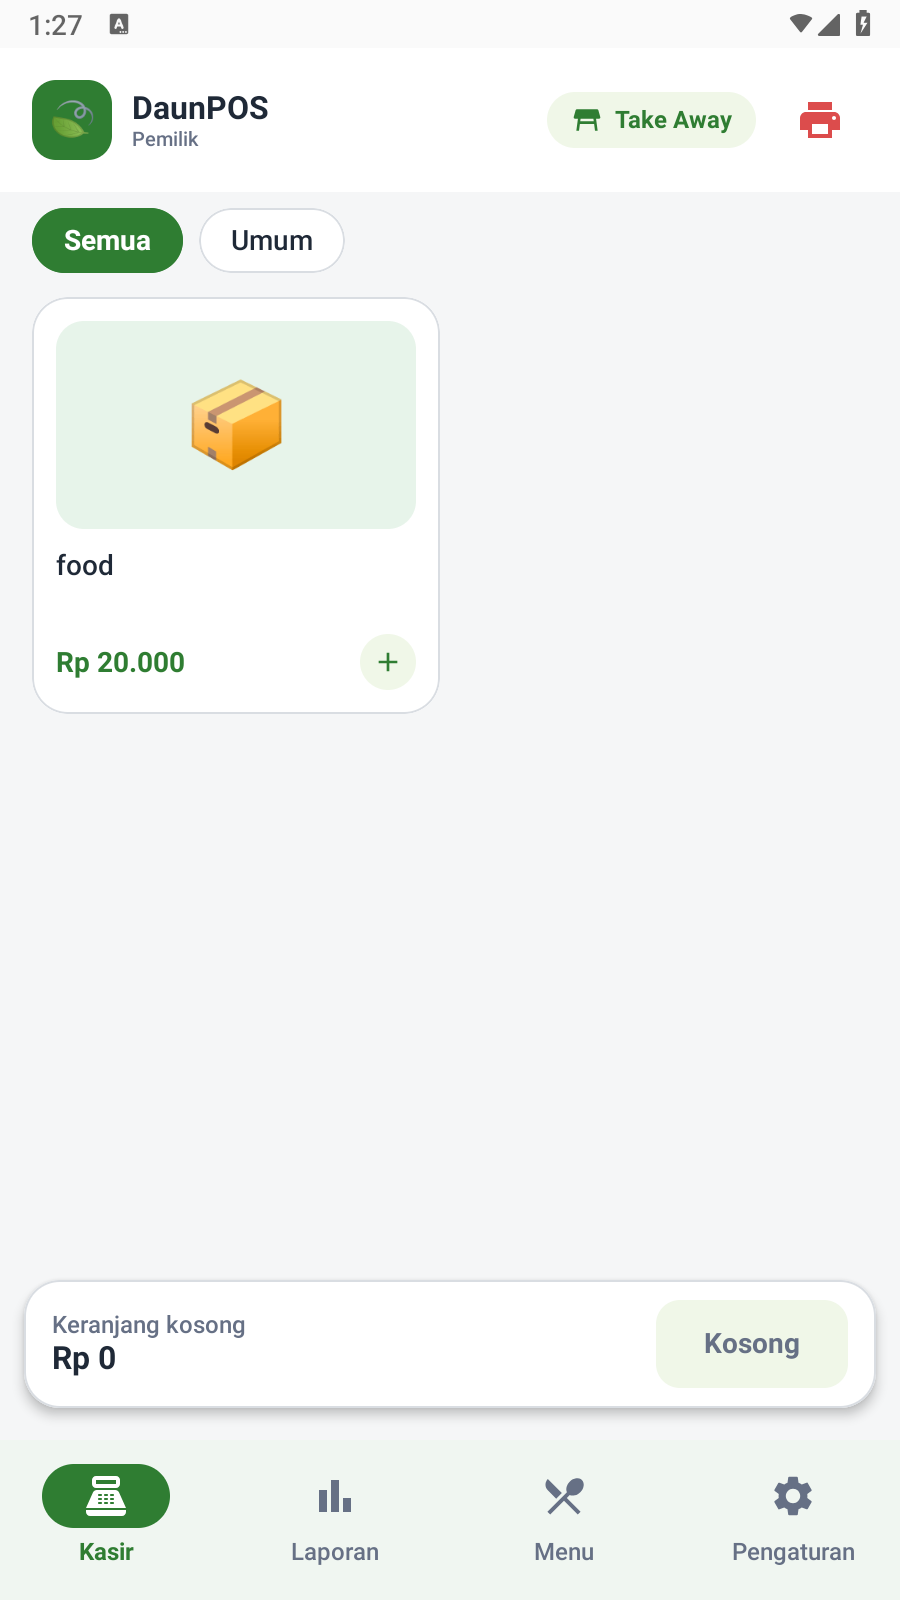 1:27
A
DaunPOS
Pemilik
Take Away
Semua
Umum
food
Rp 20.000
+
Keranjang kosong
Rp 0
Kosong
Kasir
Laporan
Menu
Pengaturan